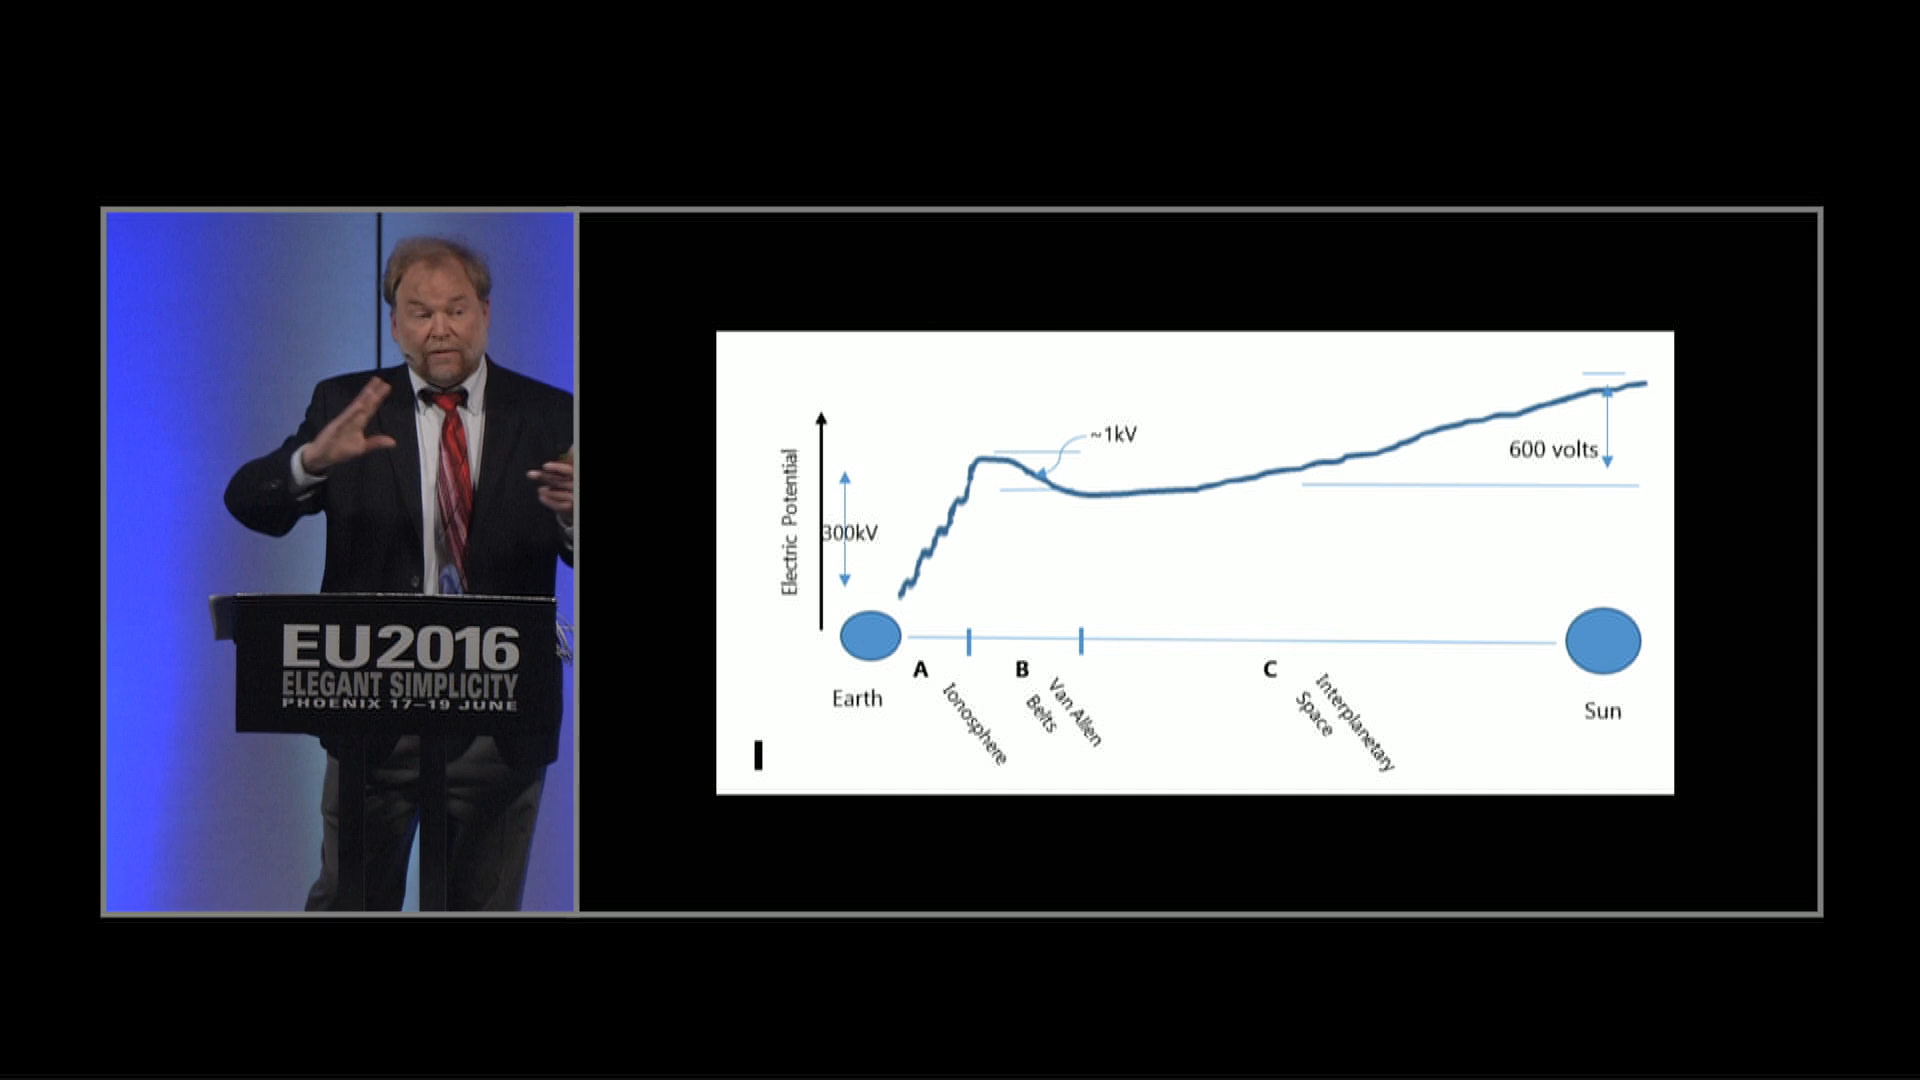 EU2016
ELEGANT SIMPLICITY
PHOENIX 17–19 JUNE
Electric Potential
300kV
~1kV
600 volts
A
B
C
Earth
Ionosphere
Van Allen
Belts
Interplanetary
Space
Sun
I